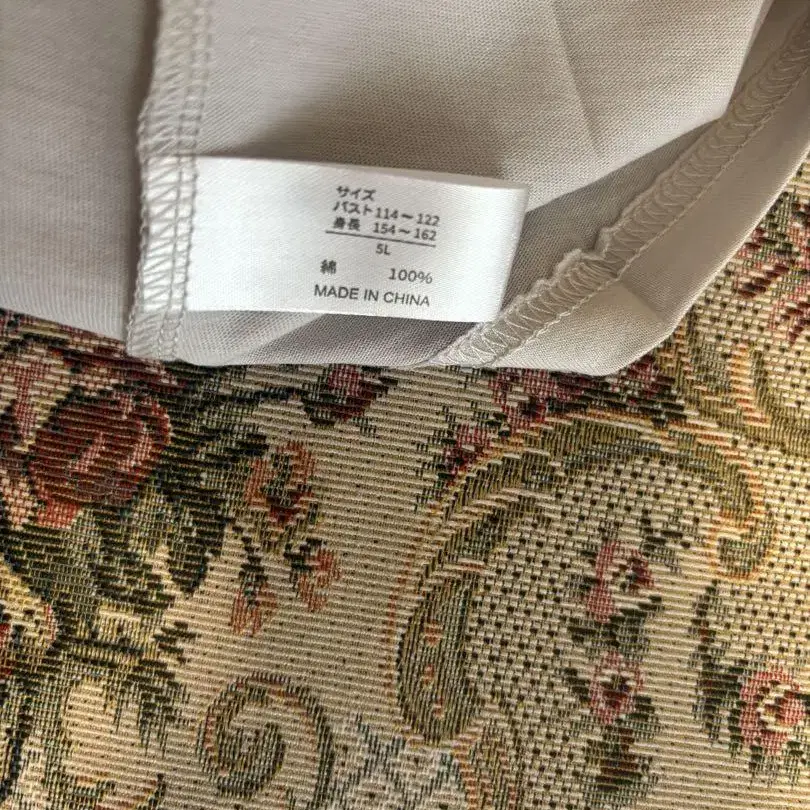 サイズ
バスト114～122
身長 154～162
5L
綿 100%
MADE IN CHINA